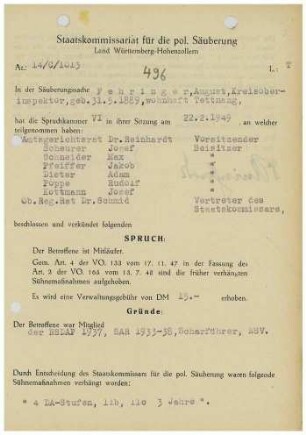 Staatskommissariat für die pol. Säuberung
Land Württemberg-Hohenzollern
Az: 14/C/1015
496
In der Säuberungssache Fehringer, August, Kreisober-
inspektor, geb. 31.5.1889, wohnhaft Tettnang,
hat die Spruchkammer VI in ihrer Sitzung am 22.2.1949 an welcher
teilgenommen haben:
Amtsgerichtsrat Dr. Reinhardt Vorsitzender
Scheurer Josef Beisitzer
Schneider Max "
Pfeiffer Jakob "
Dieter Adam "
Poppe Rudolf "
Lottmann Josef "
Ob.Reg.Rat Dr. Schmid Vertreter des
Staatskommissars,
beschlossen und verkündet folgenden
SPRUCH:
Der Betroffene ist Mitläufer.
Gem. Art. 4 der VO. 133 vom 17. 11. 47 in der Fassung des
Art. 3 der VO. 165 vom 13. 7. 48 sind die früher verhängten
Sühnemaßnahmen aufgehoben.
Es wird eine Verwaltungsgebühr von DM 15.- erhoben.
Gründe:
Der Betroffene war Mitglied
der NSDAP 1937, SAR 1933-38, Scharführer, NSV.
Durch Entscheidung des Staatskommissars für die pol. Säuberung waren folgende
Sühnemaßnahmen verhängt worden:
" 4 DA-Stufen, IIb, IIc 3 Jahre ".